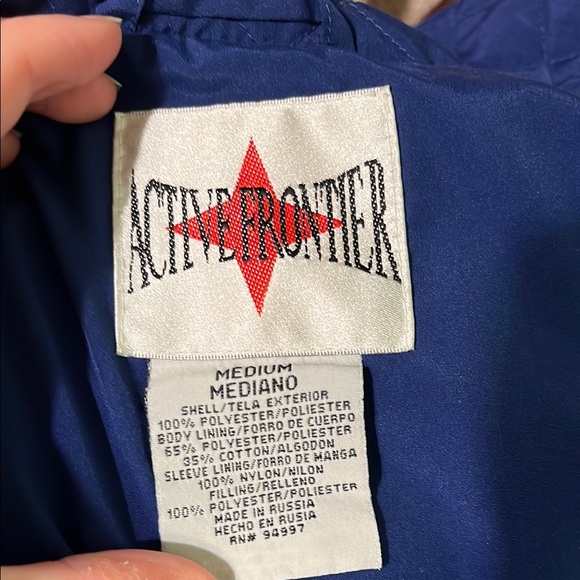 ACTIVE FRONTIER
MEDIUM
MEDIANO
SHELL/TELA EXTERIOR
100% POLYESTER/POLIESTER
BODY LINING/FORRO DE CUERPO
65% POLYESTER/POLIESTER
35% COTTON/ALGODON
SLEEVE LINING/FORRO DE MANGA
100% NYLON/NILON
FILLING/RELLENO
100% POLYESTER/POLIESTER
MADE IN RUSSIA
HECHO EN RUSIA
RN# 94997